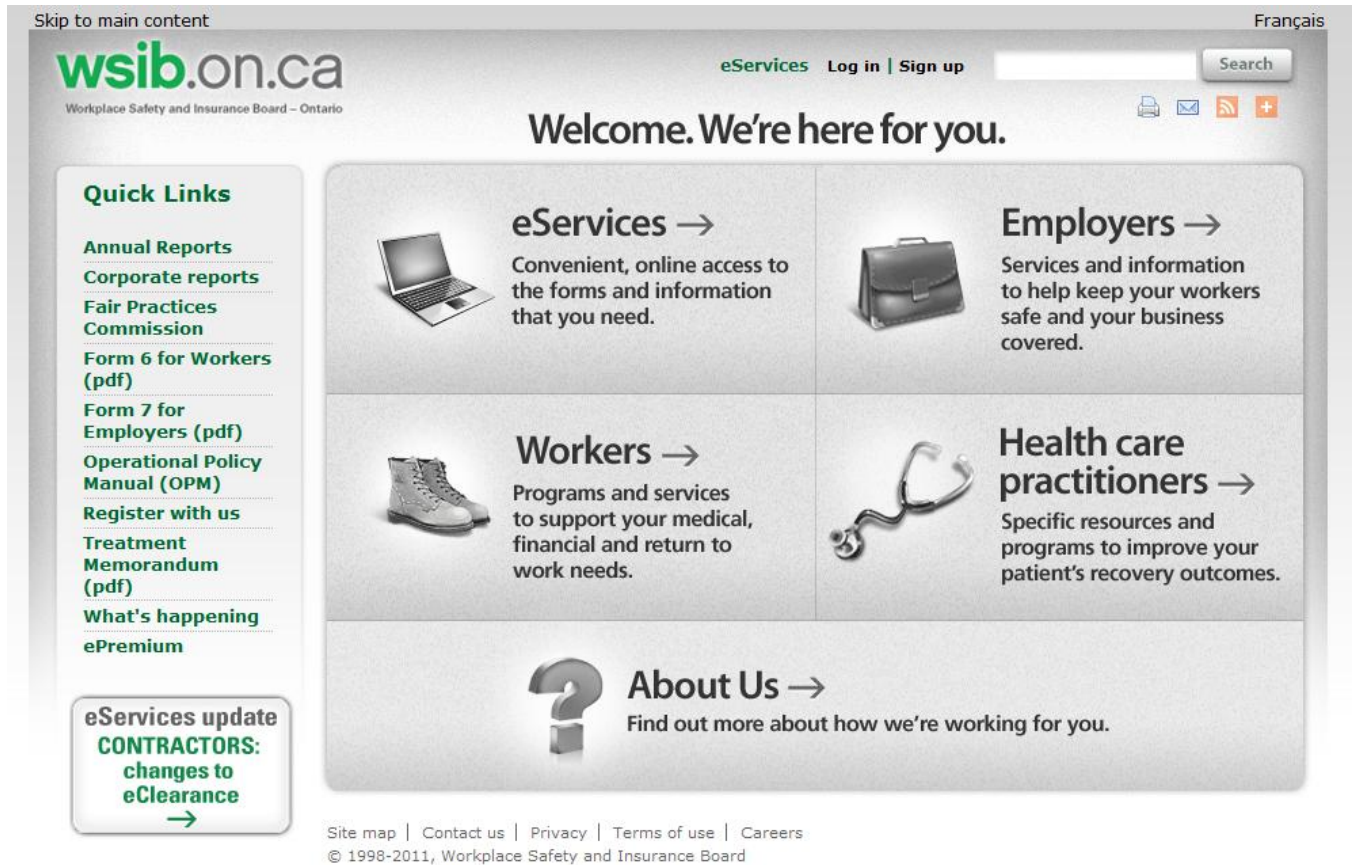 Skip to main content
Français
wsib.on.ca
Workplace Safety and Insurance Board – Ontario
eServices Log in | Sign up
Search
Welcome. We're here for you.
Quick Links
Annual Reports
Corporate reports
Fair Practices
Commission
Form 6 for Workers
(pdf)
Form 7 for
Employers (pdf)
Operational Policy
Manual (OPM)
Register with us
Treatment
Memorandum
(pdf)
What's happening
ePremium
eServices update
CONTRACTORS:
changes to
eClearance
→
eServices →
Convenient, online access to
the forms and information
that you need.
Employers →
Services and information
to help keep your workers
safe and your business
covered.
Workers →
Programs and services
to support your medical,
financial and return to
work needs.
Health care
practitioners →
Specific resources and
programs to improve your
patient's recovery outcomes.
About Us →
Find out more about how we're working for you.
Site map | Contact us | Privacy | Terms of use | Careers
© 1998-2011, Workplace Safety and Insurance Board